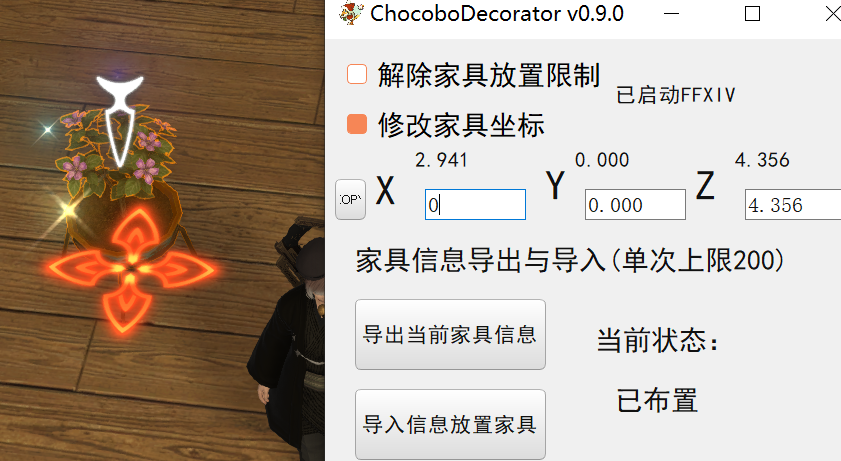 ChocoboDecorator v0.9.0
解除家具放置限制
已启动FFXIV
修改家具坐标
2.941 0.000 4.356
X 0 Y 0.000 Z 4.356
家具信息导出与导入(单次上限200)
导出当前家具信息
当前状态:
已布置
导入信息放置家具